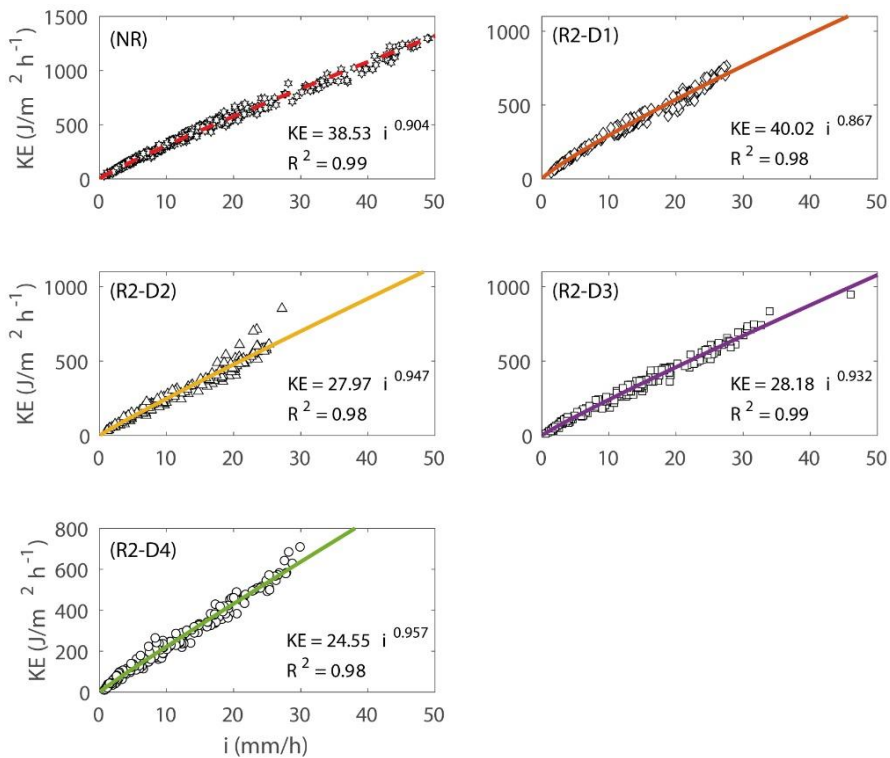 (NR)
KE (J/m 2 h-1)
1500
1000
500
0
KE = 38.53 i 0.904
R 2 = 0.99
0 10 20 30 40 50
(R2-D1)
1000
500
0
KE = 40.02 i 0.867
R 2 = 0.98
0 10 20 30 40 50
(R2-D2)
KE (J/m 2 h-1)
1000
500
0
KE = 27.97 i 0.947
R 2 = 0.98
0 10 20 30 40 50
(R2-D3)
1000
500
0
KE = 28.18 i 0.932
R 2 = 0.99
0 10 20 30 40 50
(R2-D4)
KE (J/m 2 h-1)
800
600
400
200
0
KE = 24.55 i 0.957
R 2 = 0.98
0 10 20 30 40 50
i (mm/h)